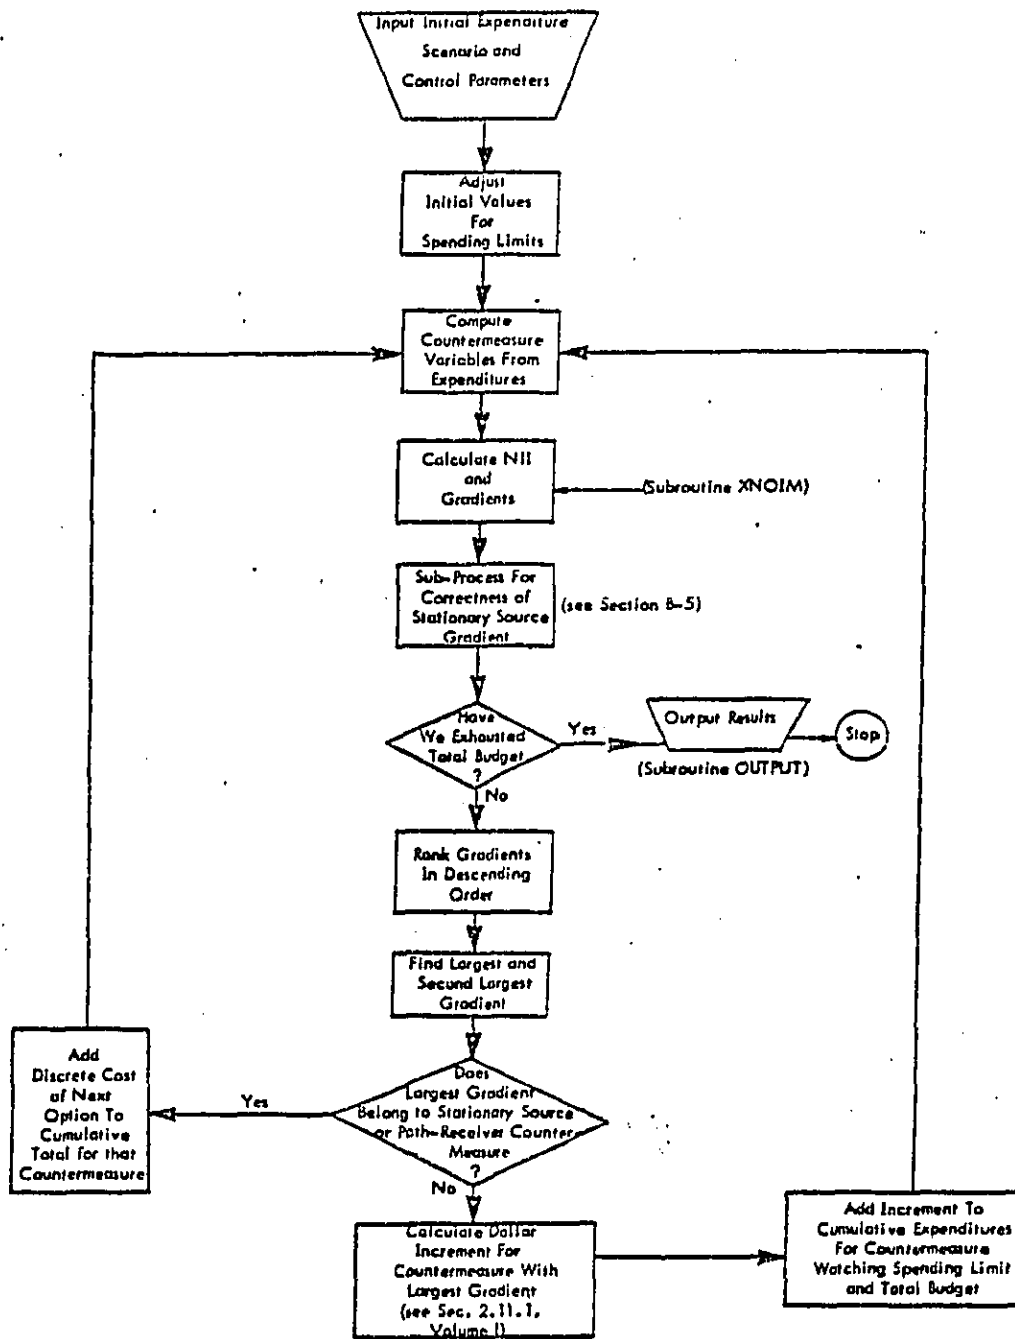 Input Initial Expenditure
Scenario and
Control Parameters
Adjust
Initial Values
For
Spending Limits
Compute
Countermeasure
Variables From
Expenditures
Calculate NII
and
Gradients
(Subroutine XNOIM)
Sub-Process For
Correctness of
Stationary Source
Gradient
(see Section B-5)
Have
We Exhausted
Total Budget
?
Yes
Output Results
(Subroutine OUTPUT)
Stop
No
Rank Gradients
In Descending
Order
Find Largest and
Second Largest
Gradient
Does
Largest Gradient
Belong to Stationary Source
or Path-Receiver Counter
Measure
?
Yes
Add
Discrete Cost
of Next
Option To
Cumulative
Total for that
Countermeasure
No
Calculate Dollar
Increment For
Countermeasure With
Largest Gradient
(see Sec. 2.11.1,
Volume I)
Add Increment To
Cumulative Expenditures
For Countermeasure
Watching Spending Limit
and Total Budget